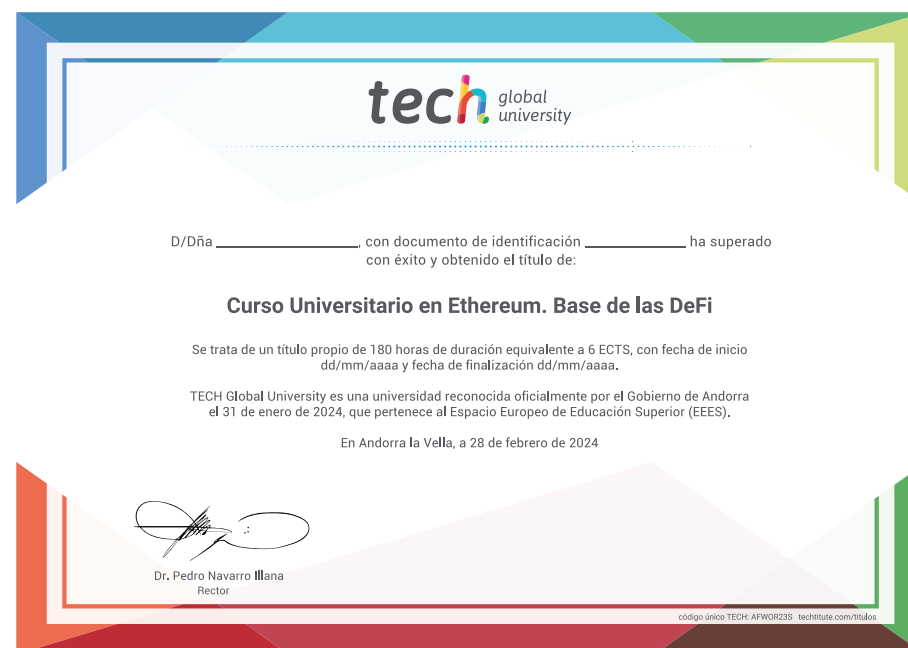 tech global university
D/Dña ____________________, con documento de identificación ______________ ha superado
con éxito y obtenido el título de:
Curso Universitario en Ethereum. Base de las DeFi
Se trata de un título propio de 180 horas de duración equivalente a 6 ECTS, con fecha de inicio
dd/mm/aaaa y fecha de finalización dd/mm/aaaa.
TECH Global University es una universidad reconocida oficialmente por el Gobierno de Andorra
el 31 de enero de 2024, que pertenece al Espacio Europeo de Educación Superior (EEES).
En Andorra la Vella, a 28 de febrero de 2024
Dr. Pedro Navarro Illana
Rector
código único TECH: AFWOR23S techtitute.com/titulos